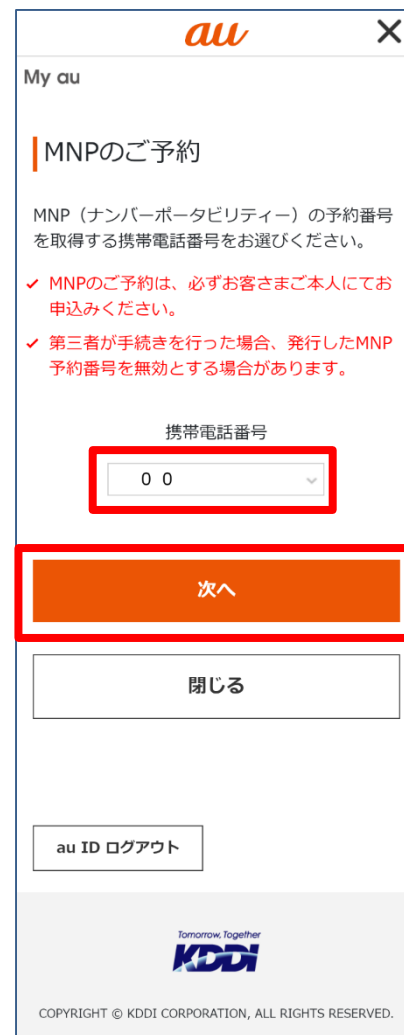 au
My au
MNPのご予約
MNP（ナンバーポータビリティー）の予約番号
を取得する携帯電話番号をお選びください。
MNPのご予約は、必ずお客さまご本人にてお
申込みください。
第三者が手続きを行った場合、発行したMNP
予約番号を無効とする場合があります。
携帯電話番号
0 0
次へ
閉じる
au ID ログアウト
Tomorrow, Together
KDDI
COPYRIGHT © KDDI CORPORATION, ALL RIGHTS RESERVED.